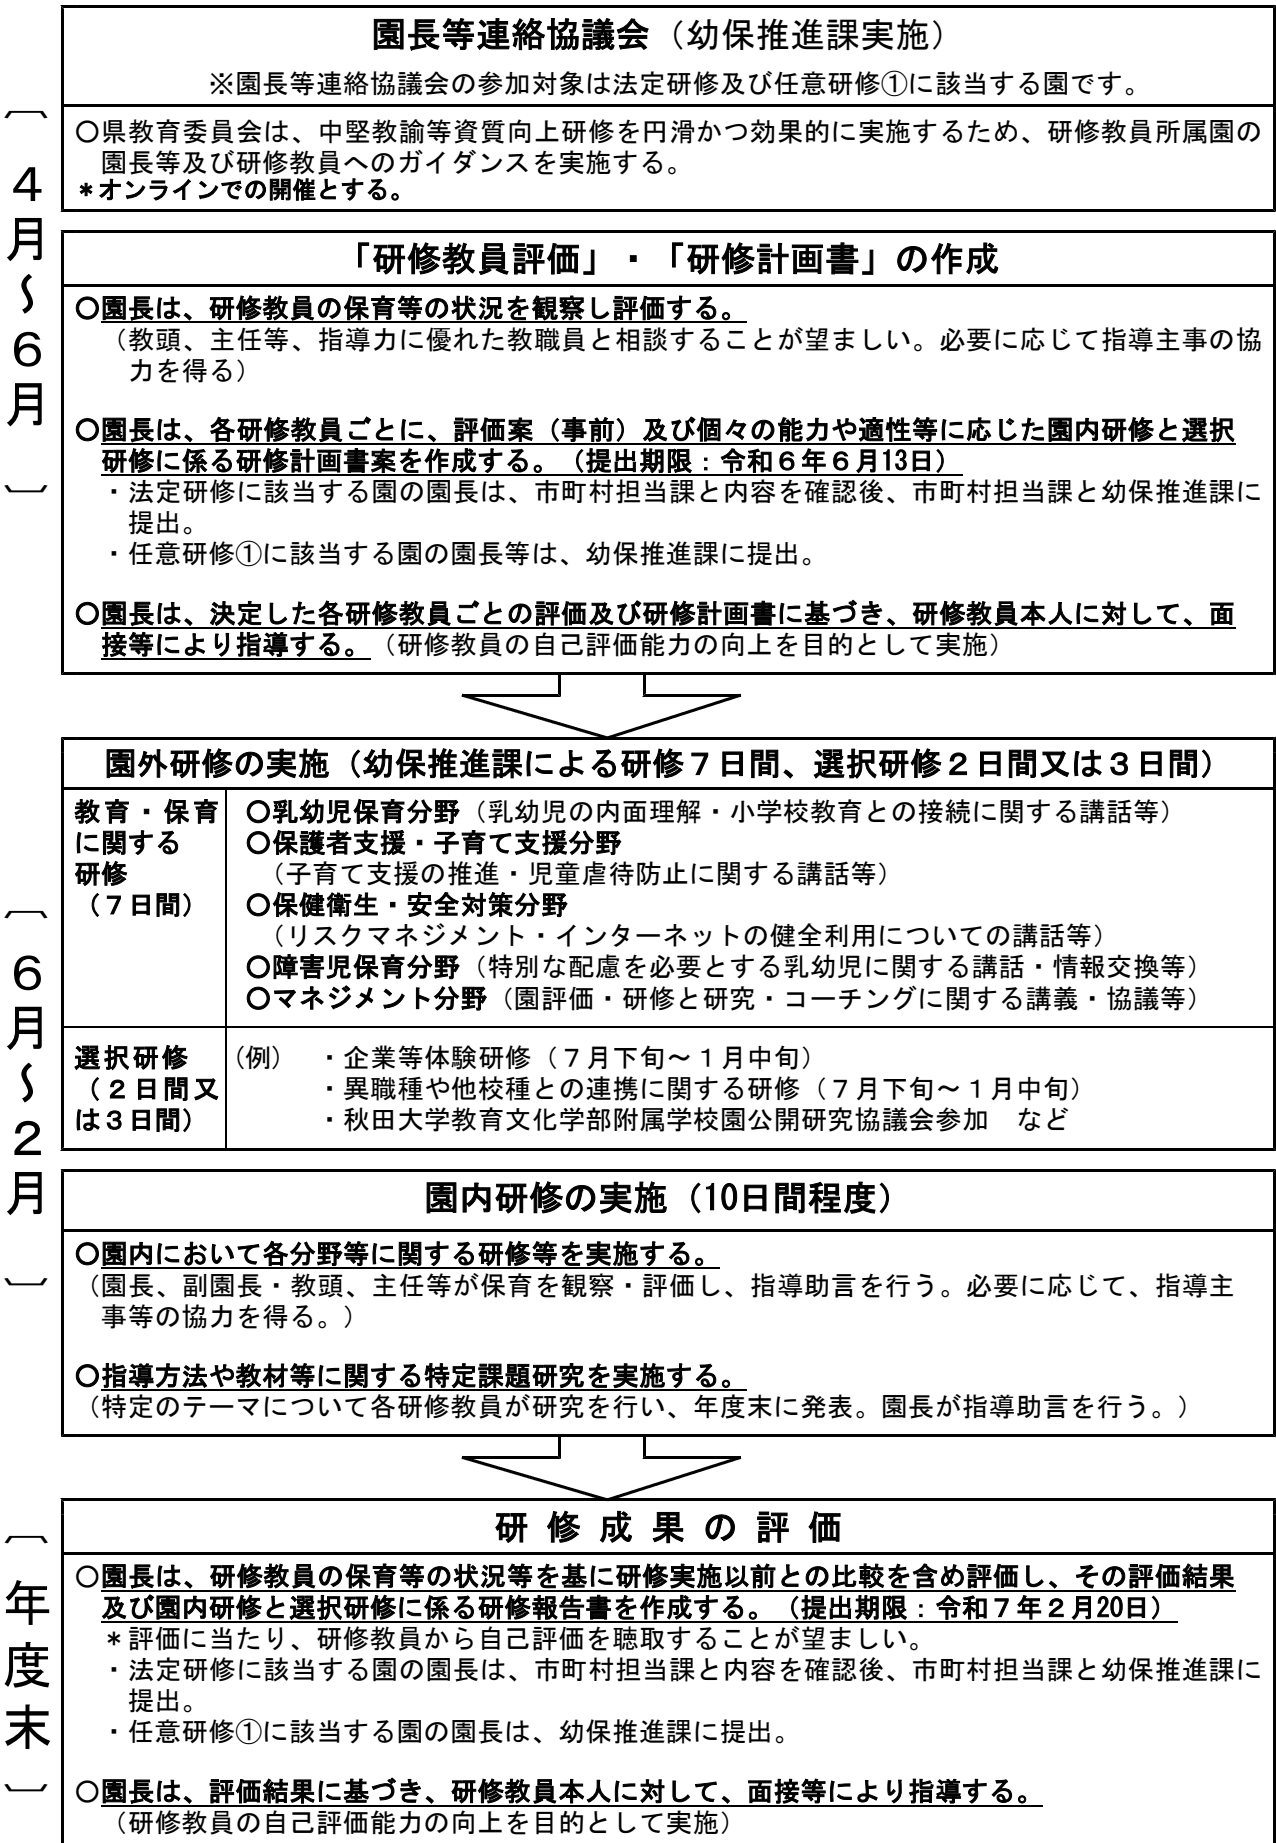 園長等連絡協議会（幼保推進課実施）
※園長等連絡協議会の参加対象は法定研修及び任意研修①に該当する園です。
〔４月～６月〕
○県教育委員会は、中堅教諭等資質向上研修を円滑かつ効果的に実施するため、研修教員所属園の
園長等及び研修教員へのガイダンスを実施する。
＊オンラインでの開催とする。
「研修教員評価」・「研修計画書」の作成
○園長は、研修教員の保育等の状況を観察し評価する。
（教頭、主任等、指導力に優れた教職員と相談することが望ましい。必要に応じて指導主事の協
力を得る）
○園長は、各研修教員ごとに、評価案（事前）及び個々の能力や適性等に応じた園内研修と選択
研修に係る研修計画書案を作成する。（提出期限：令和６年６月13日）
・法定研修に該当する園の園長は、市町村担当課と内容を確認後、市町村担当課と幼保推進課に
提出。
・任意研修①に該当する園の園長等は、幼保推進課に提出。
○園長は、決定した各研修教員ごとの評価及び研修計画書に基づき、研修教員本人に対して、面
接等により指導する。（研修教員の自己評価能力の向上を目的として実施）
〔６月～２月〕
園外研修の実施（幼保推進課による研修７日間、選択研修２日間又は３日間）
教育・保育
に関する
研修
（７日間）
○乳幼児保育分野（乳幼児の内面理解・小学校教育との接続に関する講話等）
○保護者支援・子育て支援分野
（子育て支援の推進・児童虐待防止に関する講話等）
○保健衛生・安全対策分野
（リスクマネジメント・インターネットの健全利用についての講話等）
○障害児保育分野（特別な配慮を必要とする乳幼児に関する講話・情報交換等）
○マネジメント分野（園評価・研修と研究・コーチングに関する講義・協議等）
選択研修
（２日間又
は３日間）
（例）　・企業等体験研修（７月下旬～１月中旬）
・異職種や他校種との連携に関する研修（７月下旬～１月中旬）
・秋田大学教育文化学部附属学校園公開研究協議会参加　など
園内研修の実施（10日間程度）
○園内において各分野等に関する研修等を実施する。
（園長、副園長・教頭、主任等が保育を観察・評価し、指導助言を行う。必要に応じて、指導主
事等の協力を得る。）
○指導方法や教材等に関する特定課題研究を実施する。
（特定のテーマについて各研修教員が研究を行い、年度末に発表。園長が指導助言を行う。）
〔年度末〕
研修成果の評価
○園長は、研修教員の保育等の状況等を基に研修実施以前との比較を含め評価し、その評価結果
及び園内研修と選択研修に係る研修報告書を作成する。（提出期限：令和７年２月20日）
＊評価に当たり、研修教員から自己評価を聴取することが望ましい。
・法定研修に該当する園の園長は、市町村担当課と内容を確認後、市町村担当課と幼保推進課に
提出。
・任意研修①に該当する園の園長は、幼保推進課に提出。
○園長は、評価結果に基づき、研修教員本人に対して、面接等により指導する。
（研修教員の自己評価能力の向上を目的として実施）